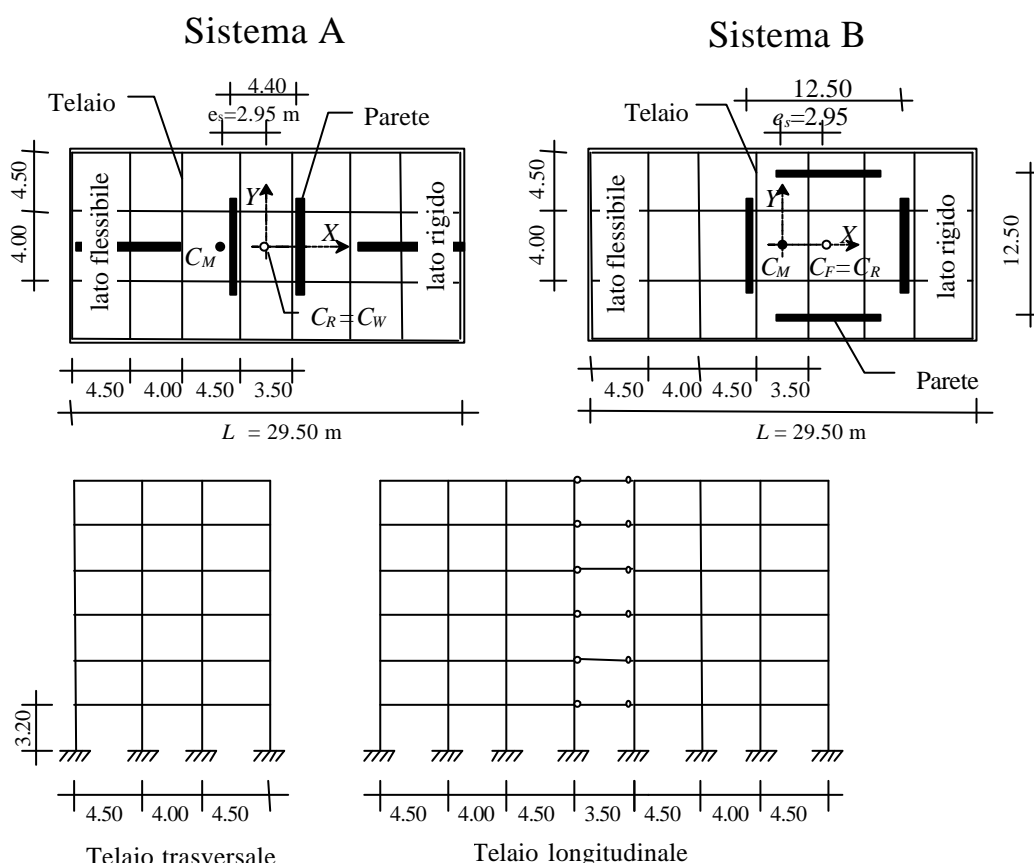 Sistema A
Sistema B
4.40
12.50
Telaio
eₛ=2.95 m
Parete
Telaio
eₛ=2.95
4.50
4.00
lato flessibile
Y
X
C_M
lato rigido
C_R=C_W
4.50
4.00
lato flessibile
Y
X
C_M
C_F=C_R
lato rigido
12.50
Parete
4.50 4.00 4.50 3.50
L = 29.50 m
4.50 4.00 4.50 3.50
L = 29.50 m
3.20
4.50 4.00 4.50
4.50 4.00 4.50 3.50 4.50 4.00 4.50
Telaio trasversale
Telaio longitudinale